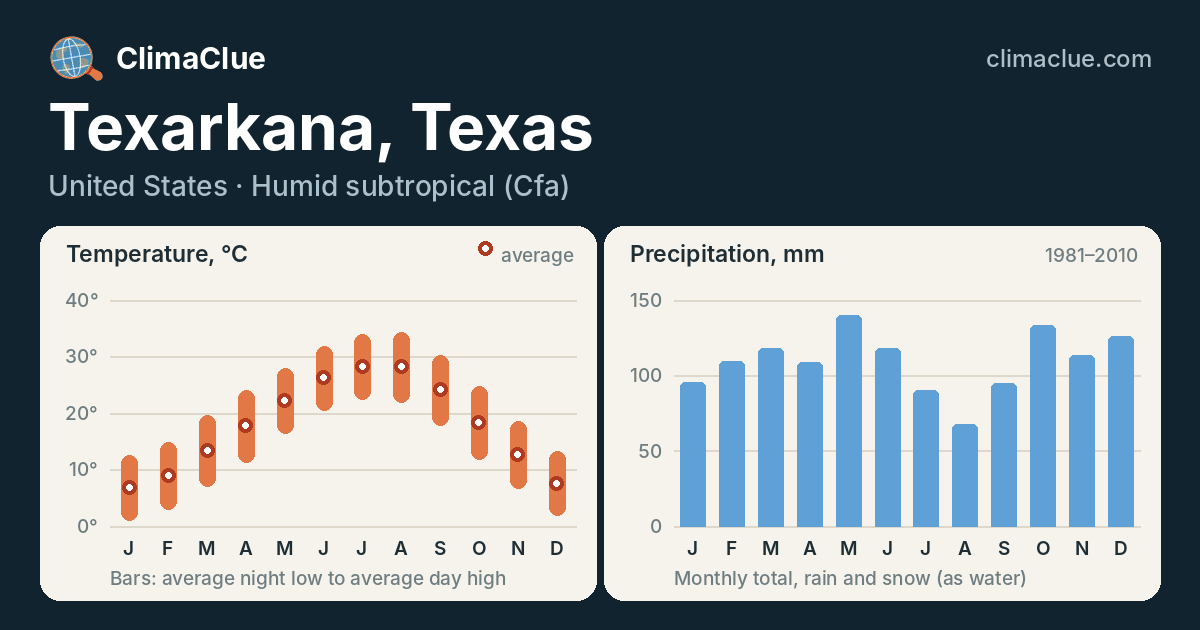 ClimaClue
climaclue.com
Texarkana, Texas
United States · Humid subtropical (Cfa)
Temperature, °C
average
40°
30°
20°
10°
0°
J F M A M J J A S O N D
Bars: average night low to average day high
Precipitation, mm
1981–2010
150
100
50
0
J F M A M J J A S O N D
Monthly total, rain and snow (as water)